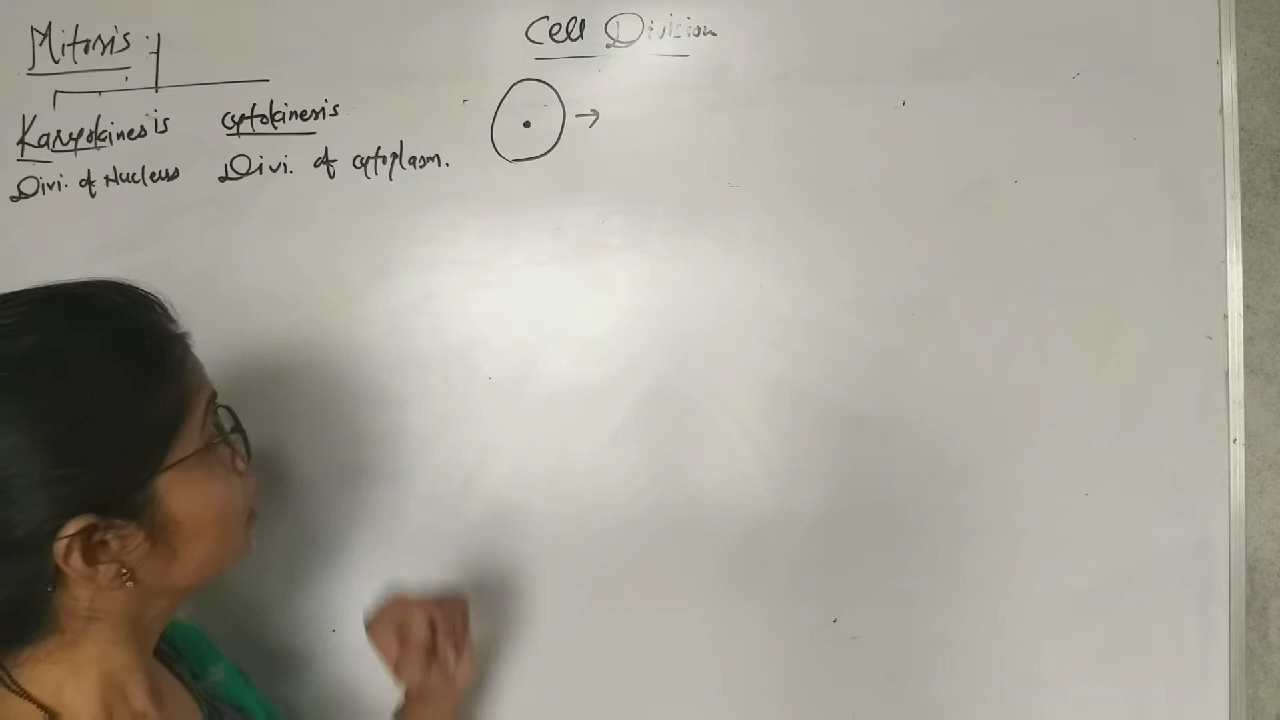 Cell Division
Mitosis
Karyokinesis cytokinesis
Divi. of Nucleus Divi. of cytoplasm.